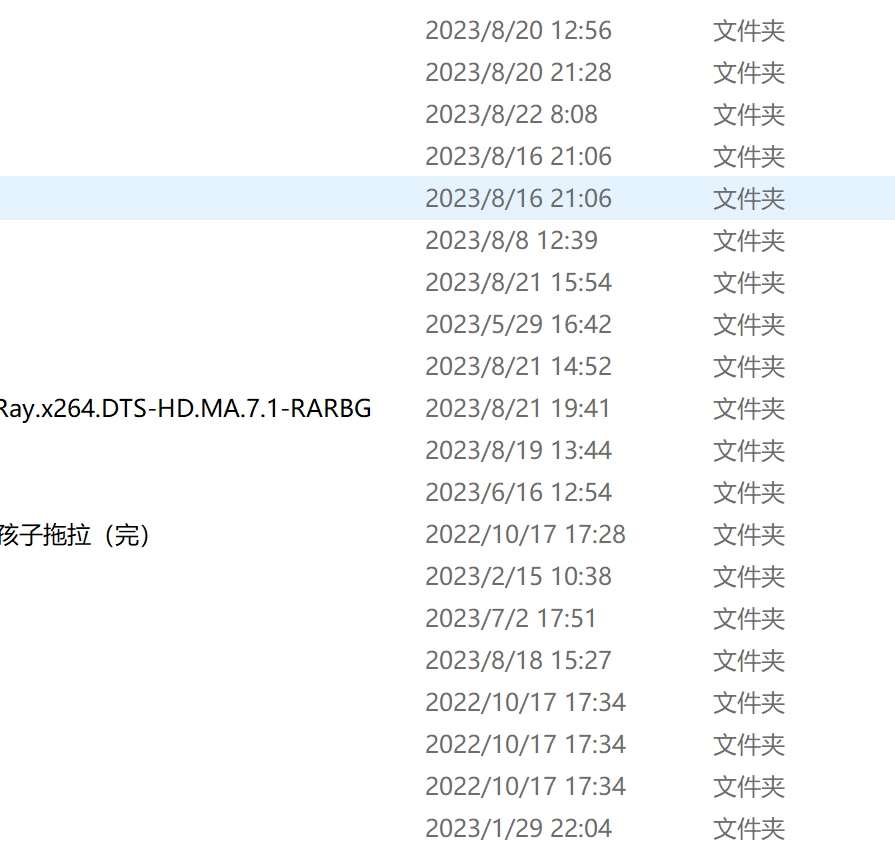 2023/8/20 12:56 文件夹
2023/8/20 21:28 文件夹
2023/8/22 8:08 文件夹
2023/8/16 21:06 文件夹
2023/8/16 21:06 文件夹
2023/8/8 12:39 文件夹
2023/8/21 15:54 文件夹
2023/5/29 16:42 文件夹
2023/8/21 14:52 文件夹
Ray.x264.DTS-HD.MA.7.1-RARBG 2023/8/21 19:41 文件夹
2023/8/19 13:44 文件夹
2023/6/16 12:54 文件夹
孩子拖拉（完） 2022/10/17 17:28 文件夹
2023/2/15 10:38 文件夹
2023/7/2 17:51 文件夹
2023/8/18 15:27 文件夹
2022/10/17 17:34 文件夹
2022/10/17 17:34 文件夹
2022/10/17 17:34 文件夹
2023/1/29 22:04 文件夹